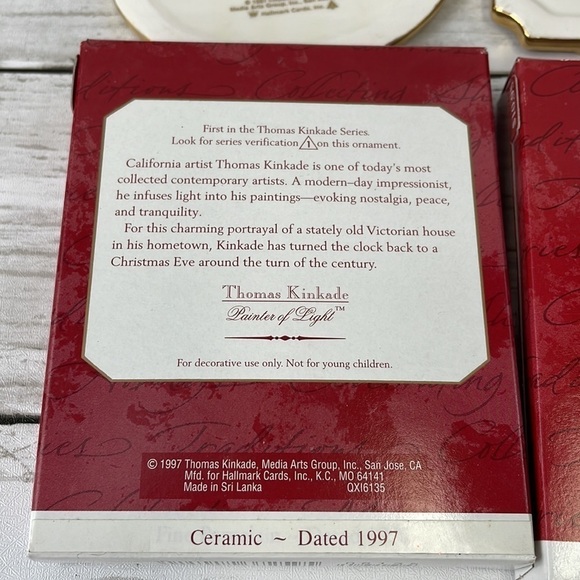 Hallmark Cards, Inc.
First in the Thomas Kinkade Series.
Look for series verification 1 on this ornament.
California artist Thomas Kinkade is one of today's most
collected contemporary artists. A modern–day impressionist,
he infuses light into his paintings—evoking nostalgia, peace,
and tranquility.
For this charming portrayal of a stately old Victorian house
in his hometown, Kinkade has turned the clock back to a
Christmas Eve around the turn of the century.
Thomas Kinkade
Painter of Light™
For decorative use only. Not for young children.
© 1997 Thomas Kinkade, Media Arts Group, Inc., San Jose, CA
Mfd. for Hallmark Cards, Inc., K.C., MO 64141
Made in Sri Lanka QXI6135
Ceramic ~ Dated 1997